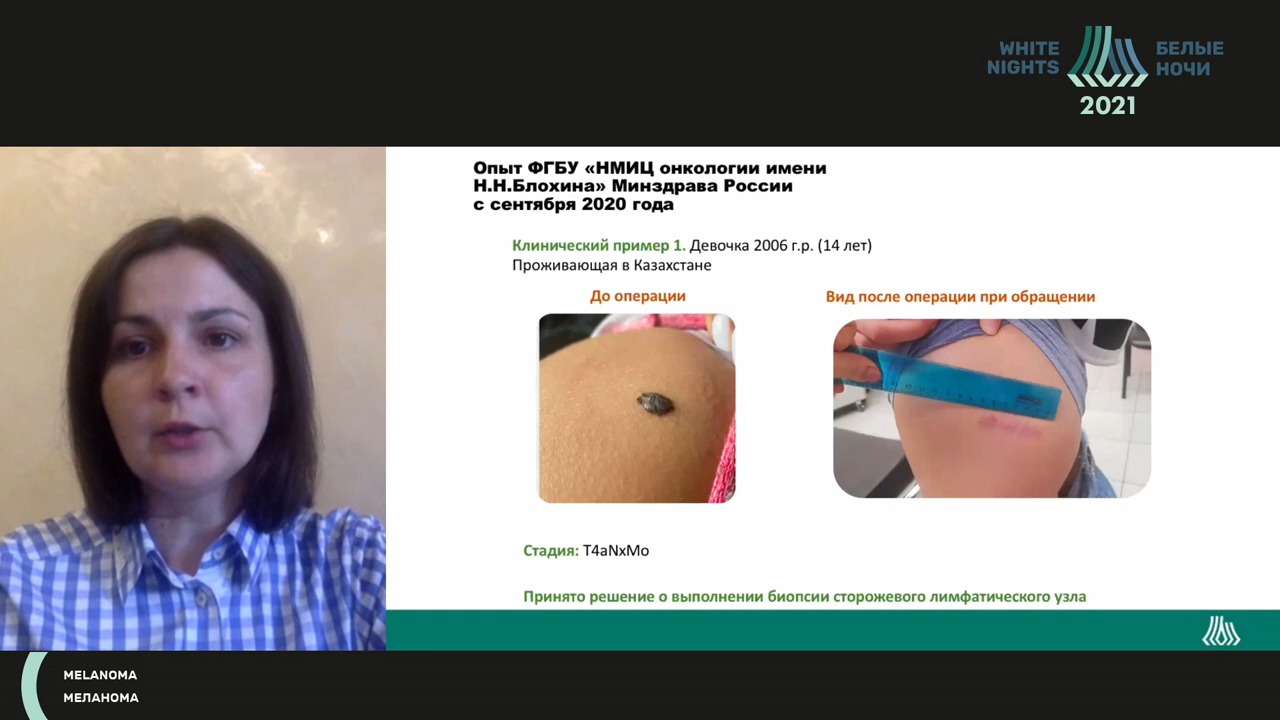 WHITE NIGHTS
БЕЛЫЕ НОЧИ
2021
Опыт ФГБУ «НМИЦ онкологии имени
Н.Н.Блохина» Минздрава России
с сентября 2020 года
Клинический пример 1. Девочка 2006 г.р. (14 лет)
Проживающая в Казахстане
До операции
Вид после операции при обращении
Стадия: T4aNxMo
Принято решение о выполнении биопсии сторожевого лимфатического узла
MELANOMA
МЕЛАНОМА